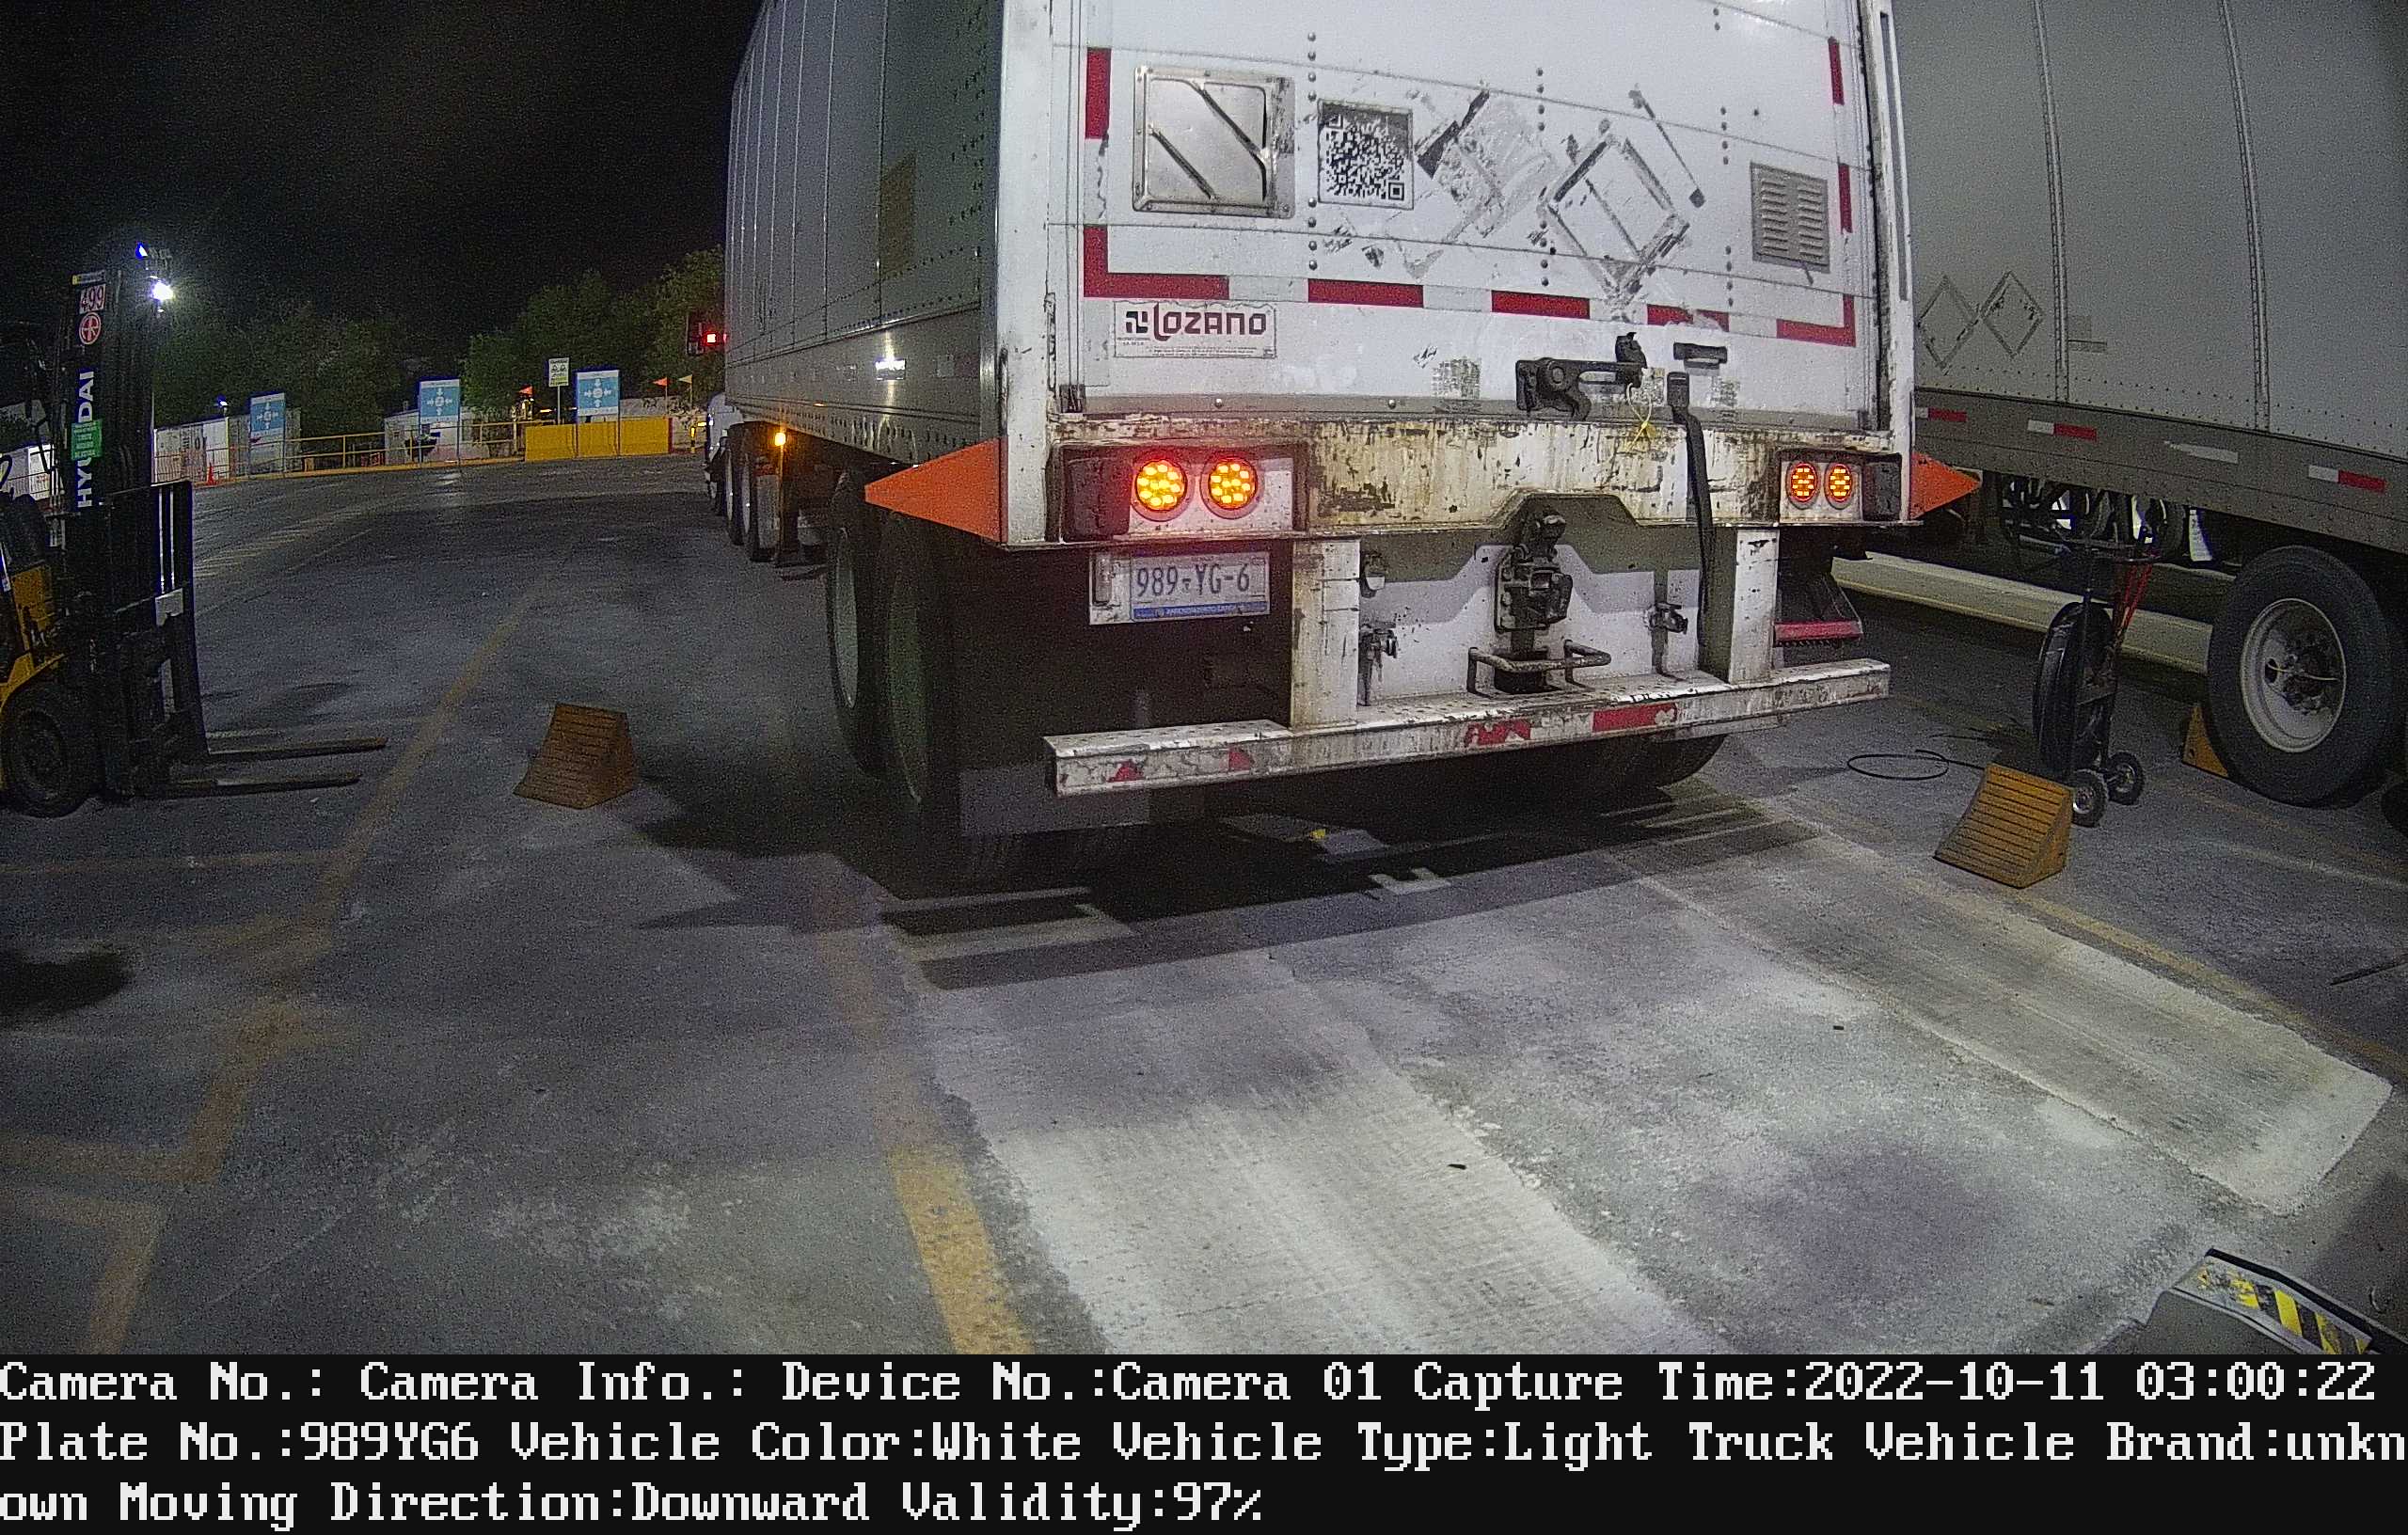 499
HYUNDAI
LOZANO
989-YG-6
Camera No.: Camera Info.: Device No.:Camera 01 Capture Time:2022-10-11 03:00:22
Plate No.:989YG6 Vehicle Color:White Vehicle Type:Light Truck Vehicle Brand:unkn
own Moving Direction:Downward Validity:97%